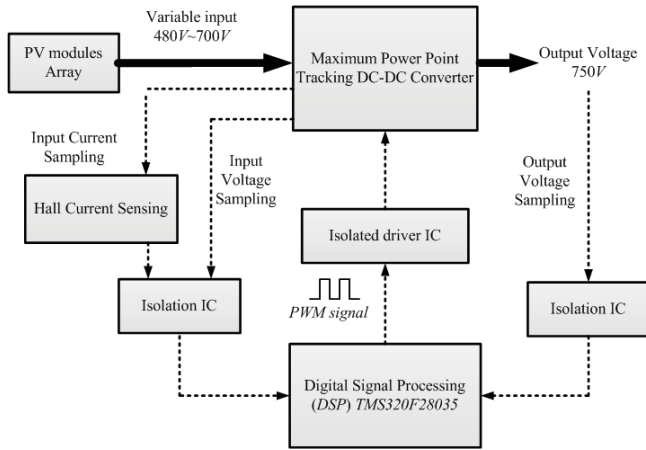 Variable input
480V~700V
PV modules
Array
Maximum Power Point
Tracking DC-DC Converter
Output Voltage
750V
Input Current
Sampling
Input
Voltage
Sampling
Output
Voltage
Sampling
Hall Current Sensing
Isolated driver IC
Isolation IC
PWM signal
Isolation IC
Digital Signal Processing
(DSP) TMS320F28035